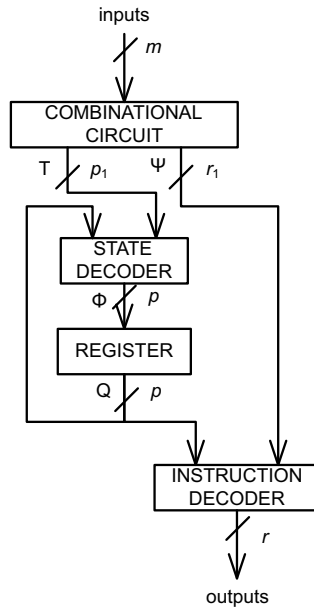 inputs
m
COMBINATIONAL
CIRCUIT
T p₁ Ψ r₁
STATE
DECODER
Φ p
REGISTER
Q p
INSTRUCTION
DECODER
r
outputs